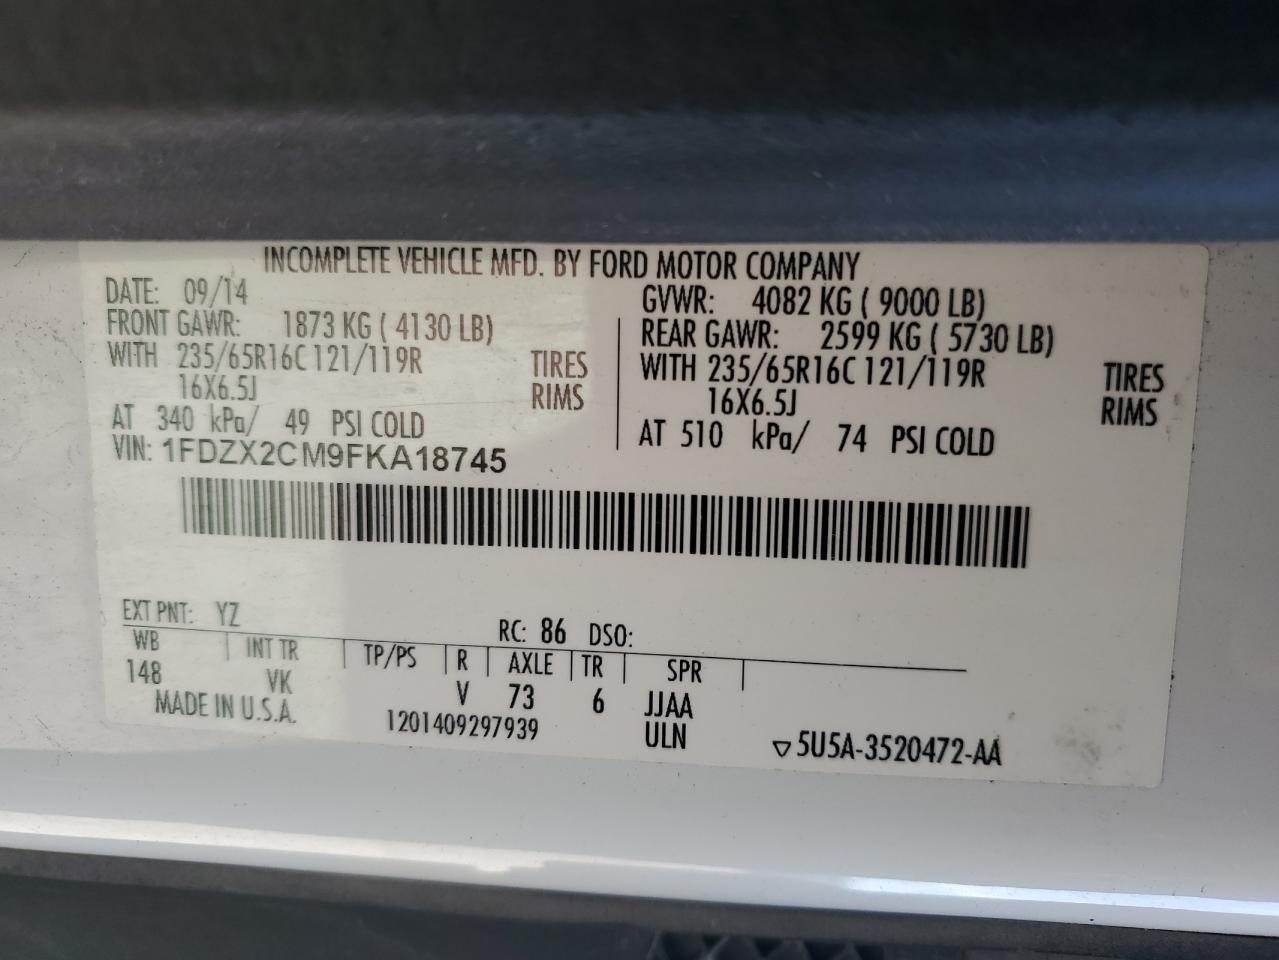 INCOMPLETE VEHICLE MFD. BY FORD MOTOR COMPANY
DATE: 09/14
FRONT GAWR: 1873 KG ( 4130 LB)
WITH 235/65R16C 121/119R TIRES
16X6.5J RIMS
AT 340 kPa/ 49 PSI COLD
GVWR: 4082 KG ( 9000 LB)
REAR GAWR: 2599 KG ( 5730 LB)
WITH 235/65R16C 121/119R TIRES
16X6.5J RIMS
AT 510 kPa/ 74 PSI COLD
VIN: 1FDZX2CM9FKA18745
EXT PNT: YZ RC: 86 DSO:
WB INT TR TP/PS R AXLE TR SPR
148 VK V 73 6 JJAA
MADE IN U.S.A. 1201409297939 ULN ▽5U5A-3520472-AA